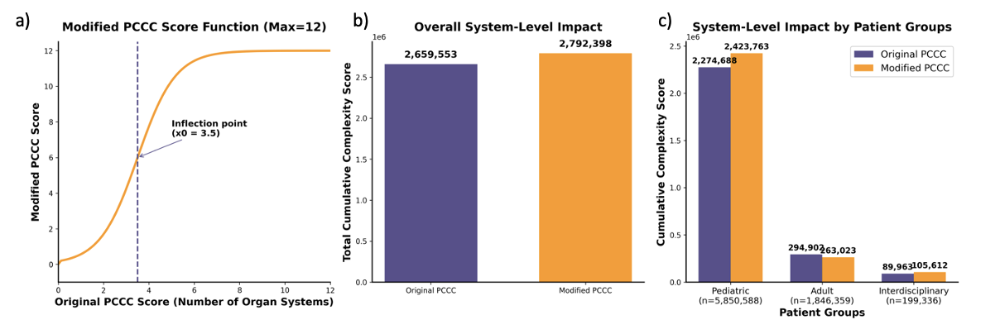 a)
Modified PCCC Score Function (Max=12)
Modified PCCC Score
12
10
8
6
4
2
0
Inflection point
(x0 = 3.5)
0 2 4 6 8 10 12
Original PCCC Score (Number of Organ Systems)
b)
Overall System-Level Impact
1e6
Total Cumulative Complexity Score
2.5
2.0
1.5
1.0
0.5
0.0
2,659,553
2,792,398
Original PCCC
Modified PCCC
c)
System-Level Impact by Patient Groups
1e6
Cumulative Complexity Score
2.5
2.0
1.5
1.0
0.5
0.0
Original PCCC
Modified PCCC
2,274,688
2,423,763
294,902
263,023
89,963
105,612
Pediatric
(n=5,850,588)
Adult
(n=1,846,359)
Interdisciplinary
(n=199,336)
Patient Groups